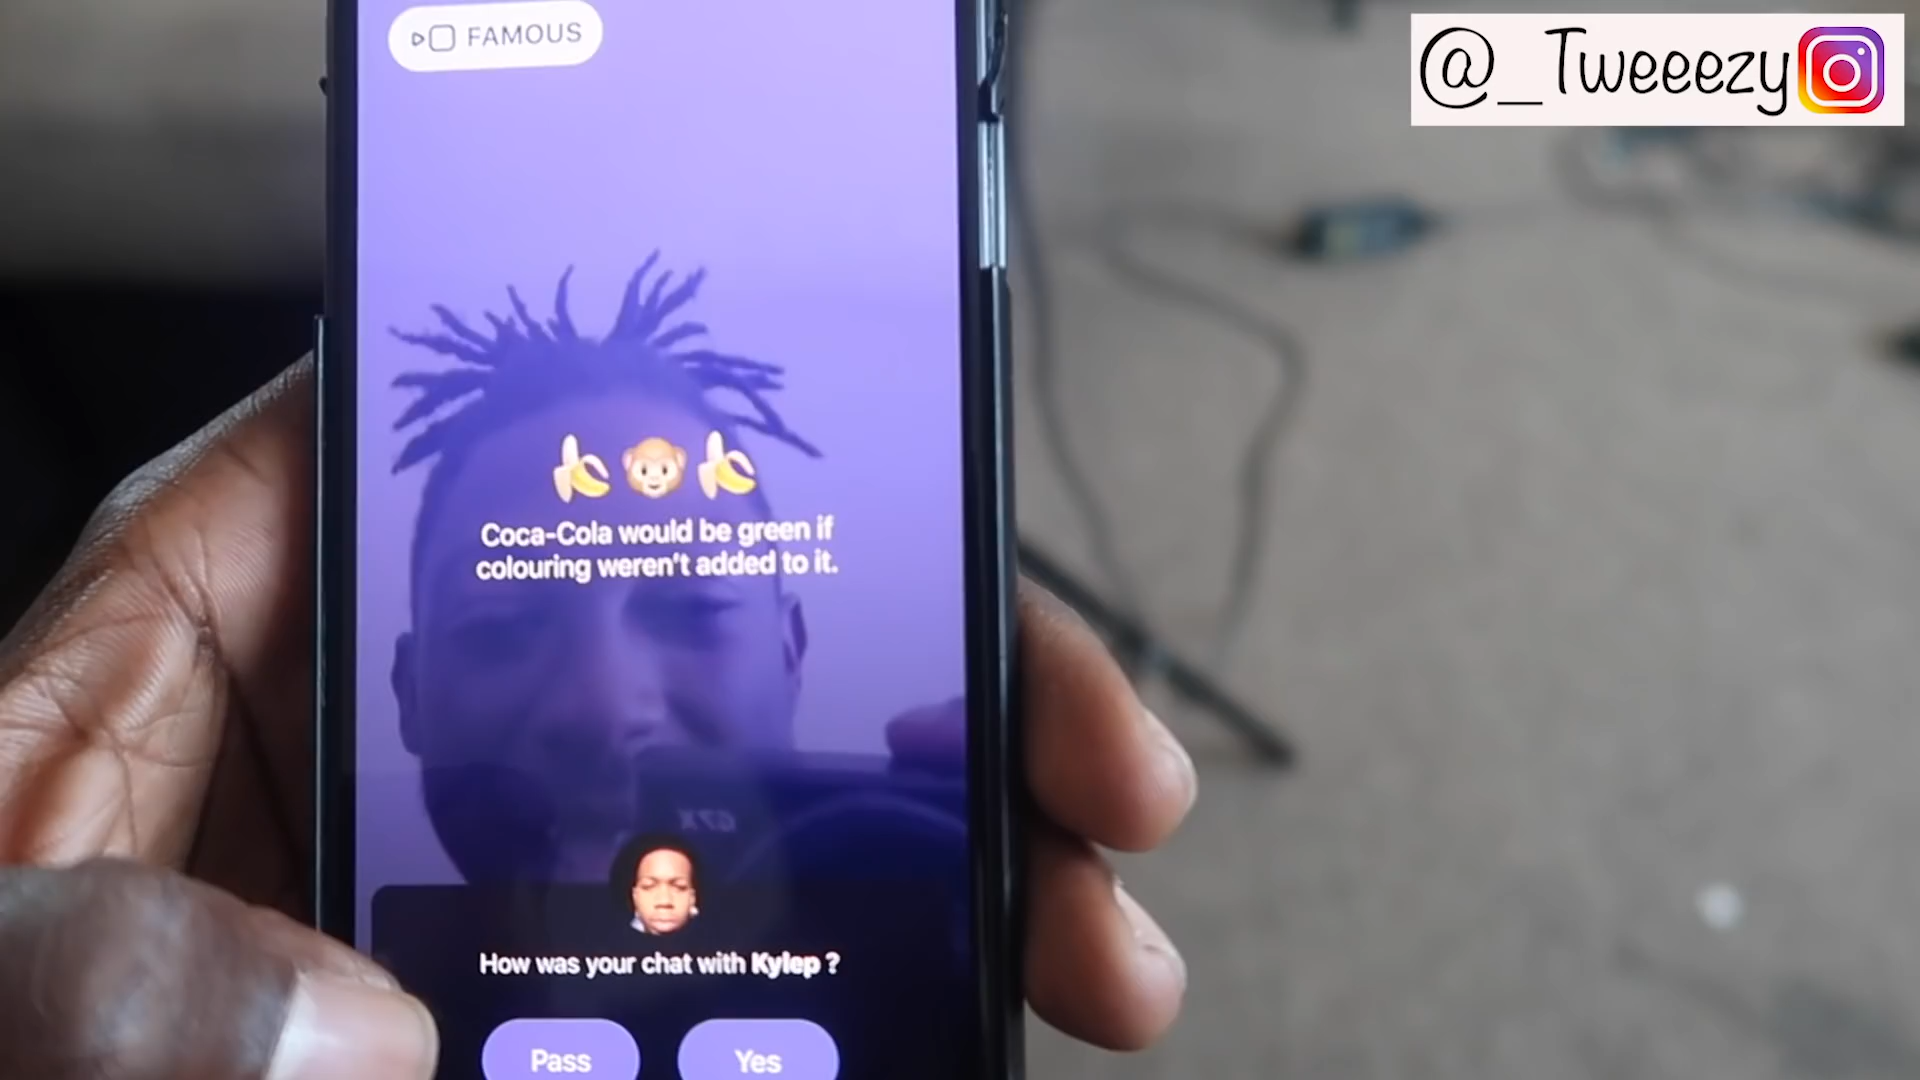 @_Tweeezy
FAMOUS
Coca-Cola would be green if
colouring weren't added to it.
G7X
How was your chat with Kylep ?
Pass
Yes